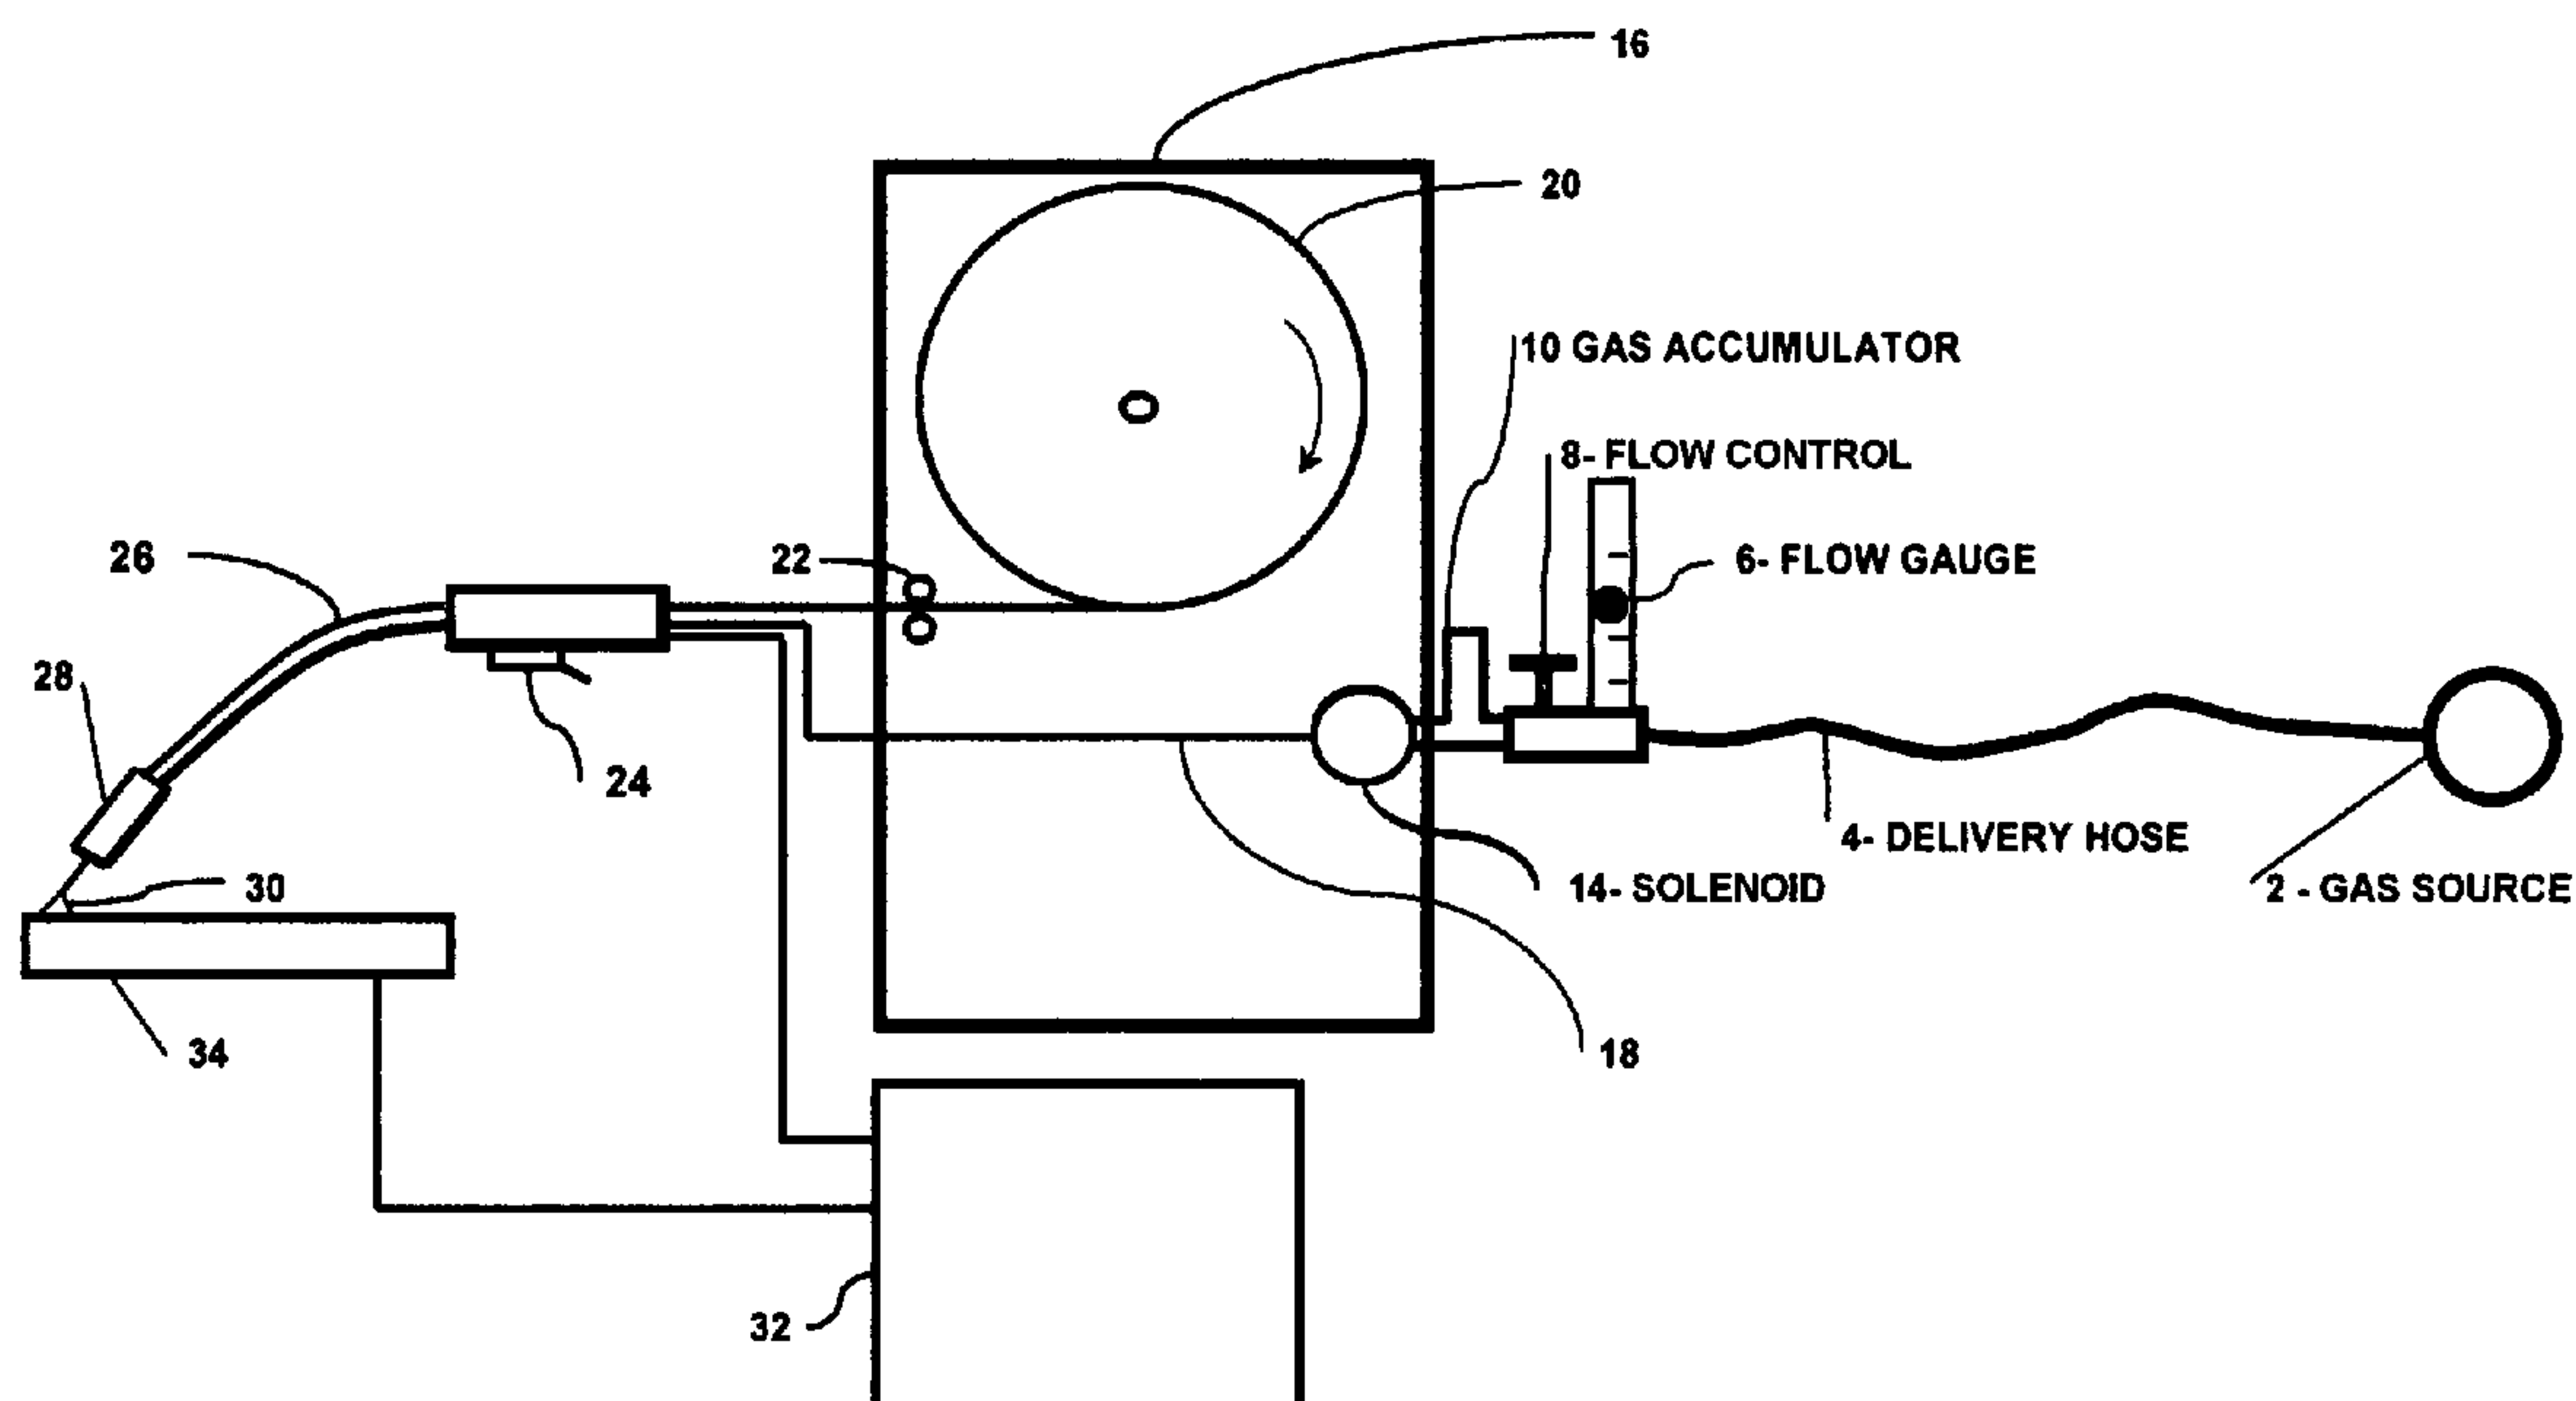 16
20
10 GAS ACCUMULATOR
8- FLOW CONTROL
26
22
6- FLOW GAUGE
28
24
4- DELIVERY HOSE
30
14- SOLENOID
2 - GAS SOURCE
34
18
32